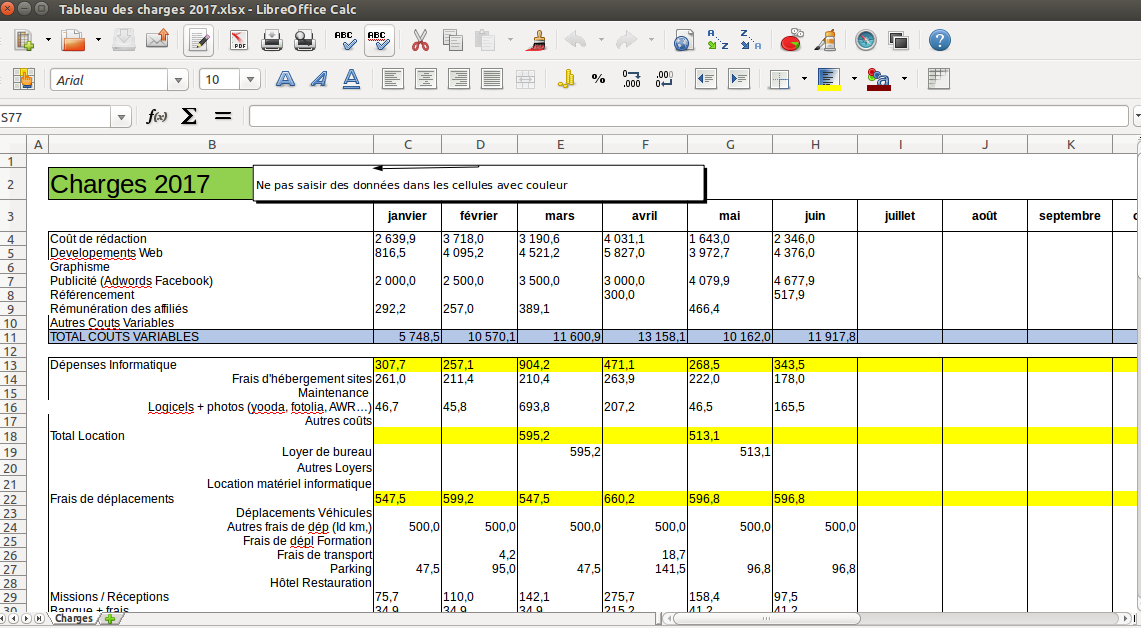 Tableau des charges 2017.xlsx - LibreOffice Calc
PDF ABC ABC A Z Z A ?
Arial 10 A A A % 0,0 ,000 ,000 0,0
S77 f(x) Σ =
A B C D E F G H I J K
1
2 Charges 2017 Ne pas saisir des données dans les cellules avec couleur
3 janvier février mars avril mai juin juillet août septembre
4 Coût de rédaction 2 639,9 3 718,0 3 190,6 4 031,1 1 643,0 2 346,0
5 Developements Web 816,5 4 095,2 4 521,2 5 827,0 3 972,7 4 376,0
6 Graphisme
7 Publicité (Adwords Facebook) 2 000,0 2 500,0 3 500,0 3 000,0 4 079,9 4 677,9
8 Référencement 300,0 517,9
9 Rémunération des affiliés 292,2 257,0 389,1 466,4
10 Autres Couts Variables
11 TOTAL COÛTS VARIABLES 5 748,5 10 570,1 11 600,9 13 158,1 10 162,0 11 917,8
12
13 Dépenses Informatique 307,7 257,1 904,2 471,1 268,5 343,5
14 Frais d'hébergement sites 261,0 211,4 210,4 263,9 222,0 178,0
15 Maintenance
16 Logicels + photos (yooda, fotolia, AWR…) 46,7 45,8 693,8 207,2 46,5 165,5
17 Autres coûts
18 Total Location 595,2 513,1
19 Loyer de bureau 595,2 513,1
20 Autres Loyers
21 Location matériel informatique
22 Frais de déplacements 547,5 599,2 547,5 660,2 596,8 596,8
23 Déplacements Véhicules
24 Autres frais de dép (Id km,) 500,0 500,0 500,0 500,0 500,0 500,0
25 Frais de dépl Formation
26 Frais de transport 4,2 18,7
27 Parking 47,5 95,0 47,5 141,5 96,8 96,8
28 Hôtel Restauration
29 Missions / Réceptions 75,7 110,0 142,1 275,7 158,4 97,5
30 Banque + frais 34,9 34,9 34,9 215,2 41,2 41,2
Charges